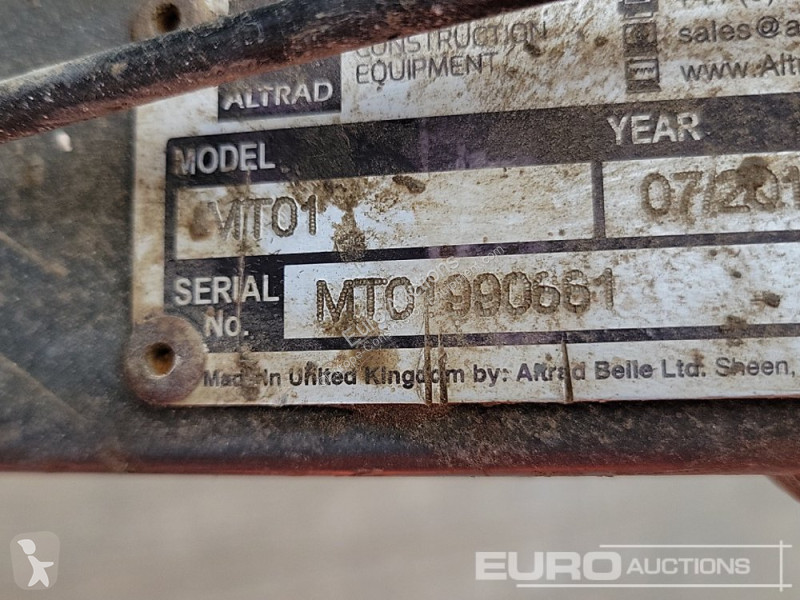 CONSTRUCTION
EQUIPMENT
ALTRAD
sales@a
www.Alt
MODEL
YEAR
MT01
07/201
SERIAL
No.
MT01990661
Made in United Kingdom by: Altrad Belle Ltd. Sheen,
EURO AUCTIONS